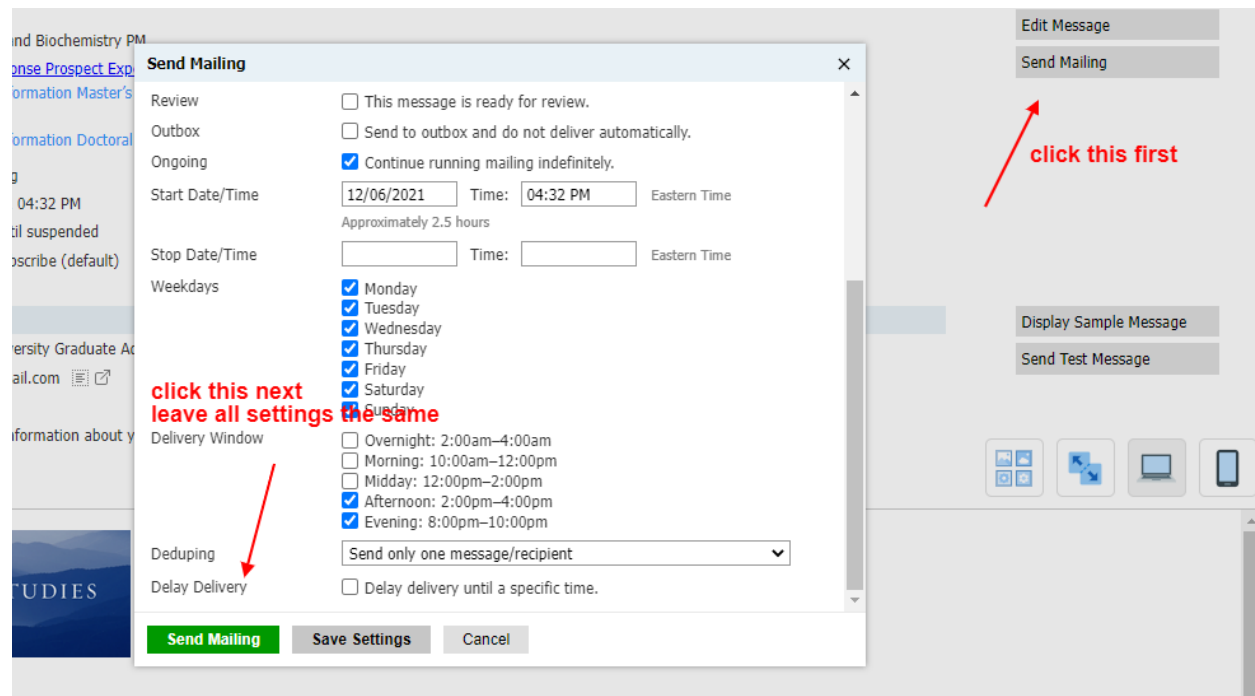 Edit Message
and Biochemistry PM
Send Mailing
Send Mailing
onse Prospect Exp
Review This message is ready for review.
formation Master's
Outbox Send to outbox and do not deliver automatically.
formation Doctoral
Ongoing Continue running mailing indefinitely.
click this first
g
Start Date/Time 12/06/2021 Time: 04:32 PM Eastern Time
04:32 PM
Approximately 2.5 hours
til suspended
Stop Date/Time Time: Eastern Time
oscribe (default)
Weekdays Monday
Tuesday
Wednesday
Thursday
Friday
Saturday
Sunday
Display Sample Message
ersity Graduate Ad
Send Test Message
ail.com
click this next
leave all settings the same
nformation about y
Delivery Window Overnight: 2:00am–4:00am
Morning: 10:00am–12:00pm
Midday: 12:00pm–2:00pm
Afternoon: 2:00pm–4:00pm
Evening: 8:00pm–10:00pm
Deduping Send only one message/recipient
Delay Delivery Delay delivery until a specific time.
TUDIES
Send Mailing Save Settings Cancel